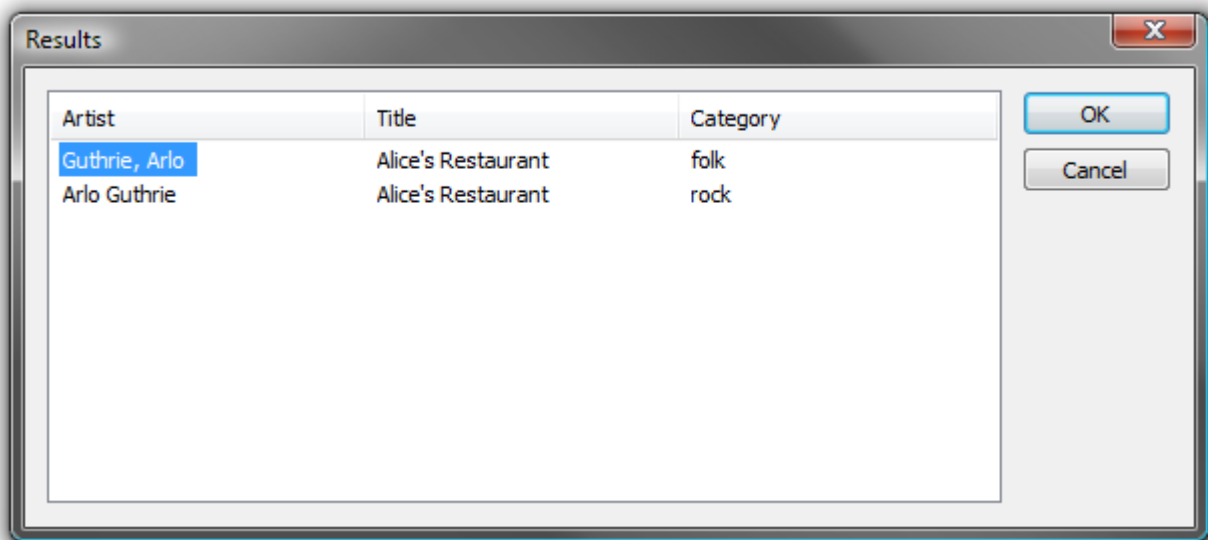 Results
Artist Title Category OK
Guthrie, Arlo Alice's Restaurant folk Cancel
Arlo Guthrie Alice's Restaurant rock